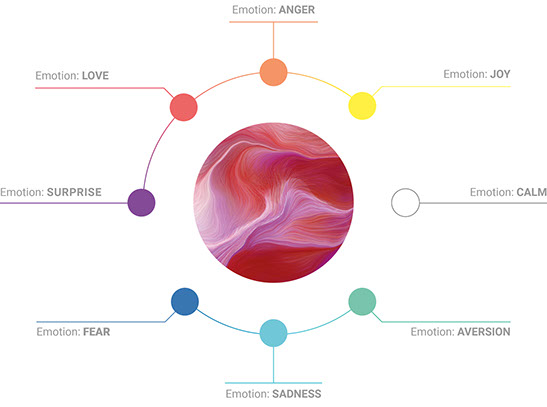 Emotion: ANGER
Emotion: LOVE
Emotion: JOY
Emotion: SURPRISE
Emotion: CALM
Emotion: FEAR
Emotion: AVERSION
Emotion: SADNESS